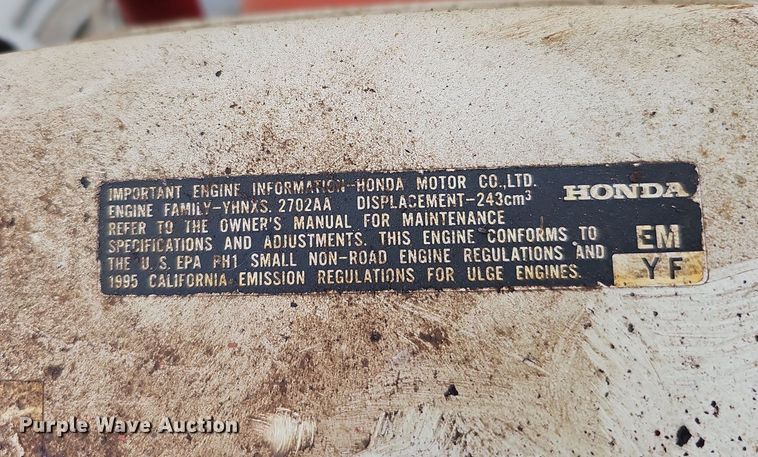 IMPORTANT ENGINE INFORMATION-HONDA MOTOR CO.,LTD.
ENGINE FAMILY-YHNXS. 2702AA DISPLACEMENT-243cm³
REFER TO THE OWNER'S MANUAL FOR MAINTENANCE
SPECIFICATIONS AND ADJUSTMENTS. THIS ENGINE CONFORMS TO
THE U.S. EPA PH1 SMALL NON-ROAD ENGINE REGULATIONS AND
1995 CALIFORNIA EMISSION REGULATIONS FOR ULGE ENGINES.
HONDA
EM
YF
Purple Wave Auction